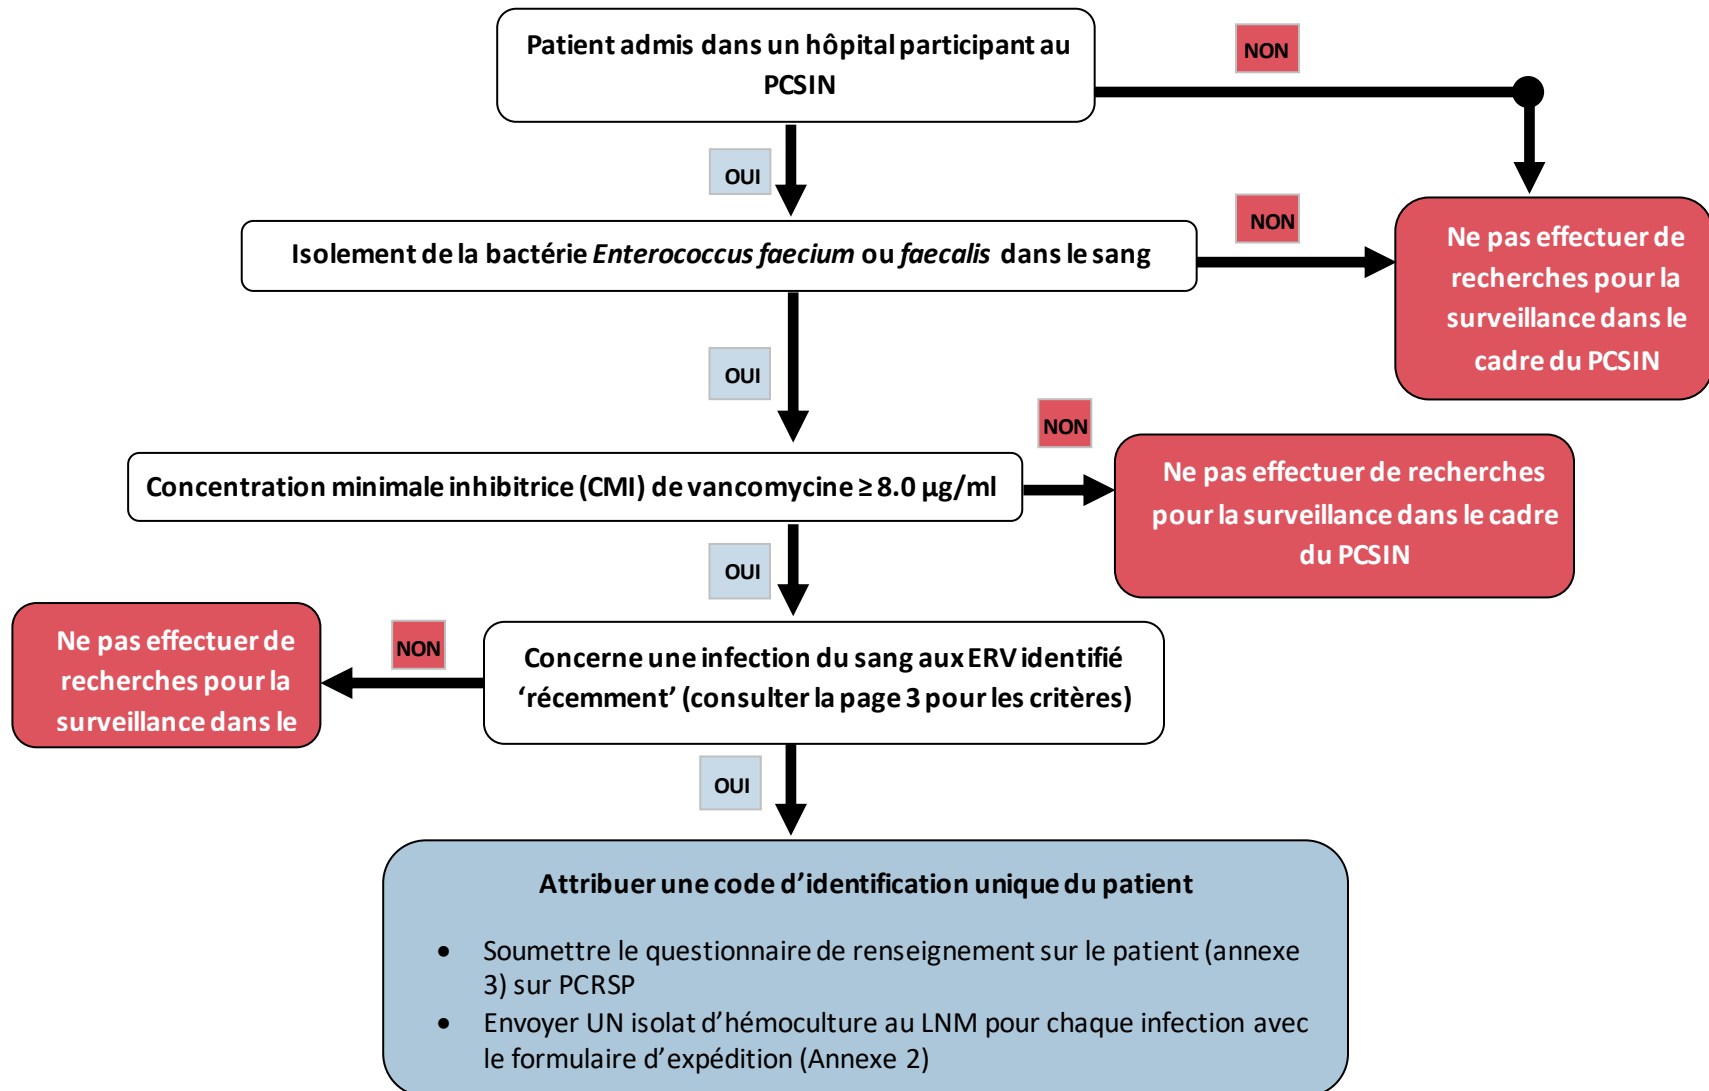 Patient admis dans un hôpital participant au
PCSIN
NON
OUI
Isolement de la bactérie Enterococcus faecium ou faecalis dans le sang
NON
Ne pas effectuer de
recherches pour la
surveillance dans le
cadre du PCSIN
OUI
Concentration minimale inhibitrice (CMI) de vancomycine ≥ 8.0 µg/ml
NON
Ne pas effectuer de recherches
pour la surveillance dans le cadre
du PCSIN
OUI
Concerne une infection du sang aux ERV identifié
‘récemment’ (consulter la page 3 pour les critères)
NON
Ne pas effectuer de
recherches pour la
surveillance dans le
OUI
Attribuer une code d’identification unique du patient
• Soumettre le questionnaire de renseignement sur le patient (annexe
3) sur PCRSP
• Envoyer UN isolat d’hémoculture au LNM pour chaque infection avec
le formulaire d’expédition (Annexe 2)